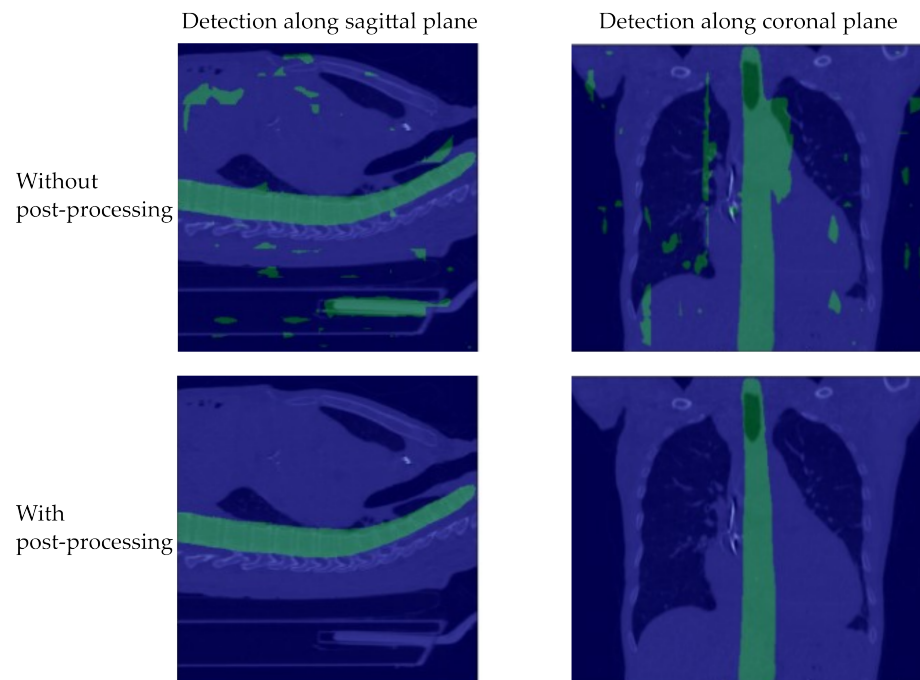 Detection along sagittal plane
Detection along coronal plane
Without
post-processing
With
post-processing